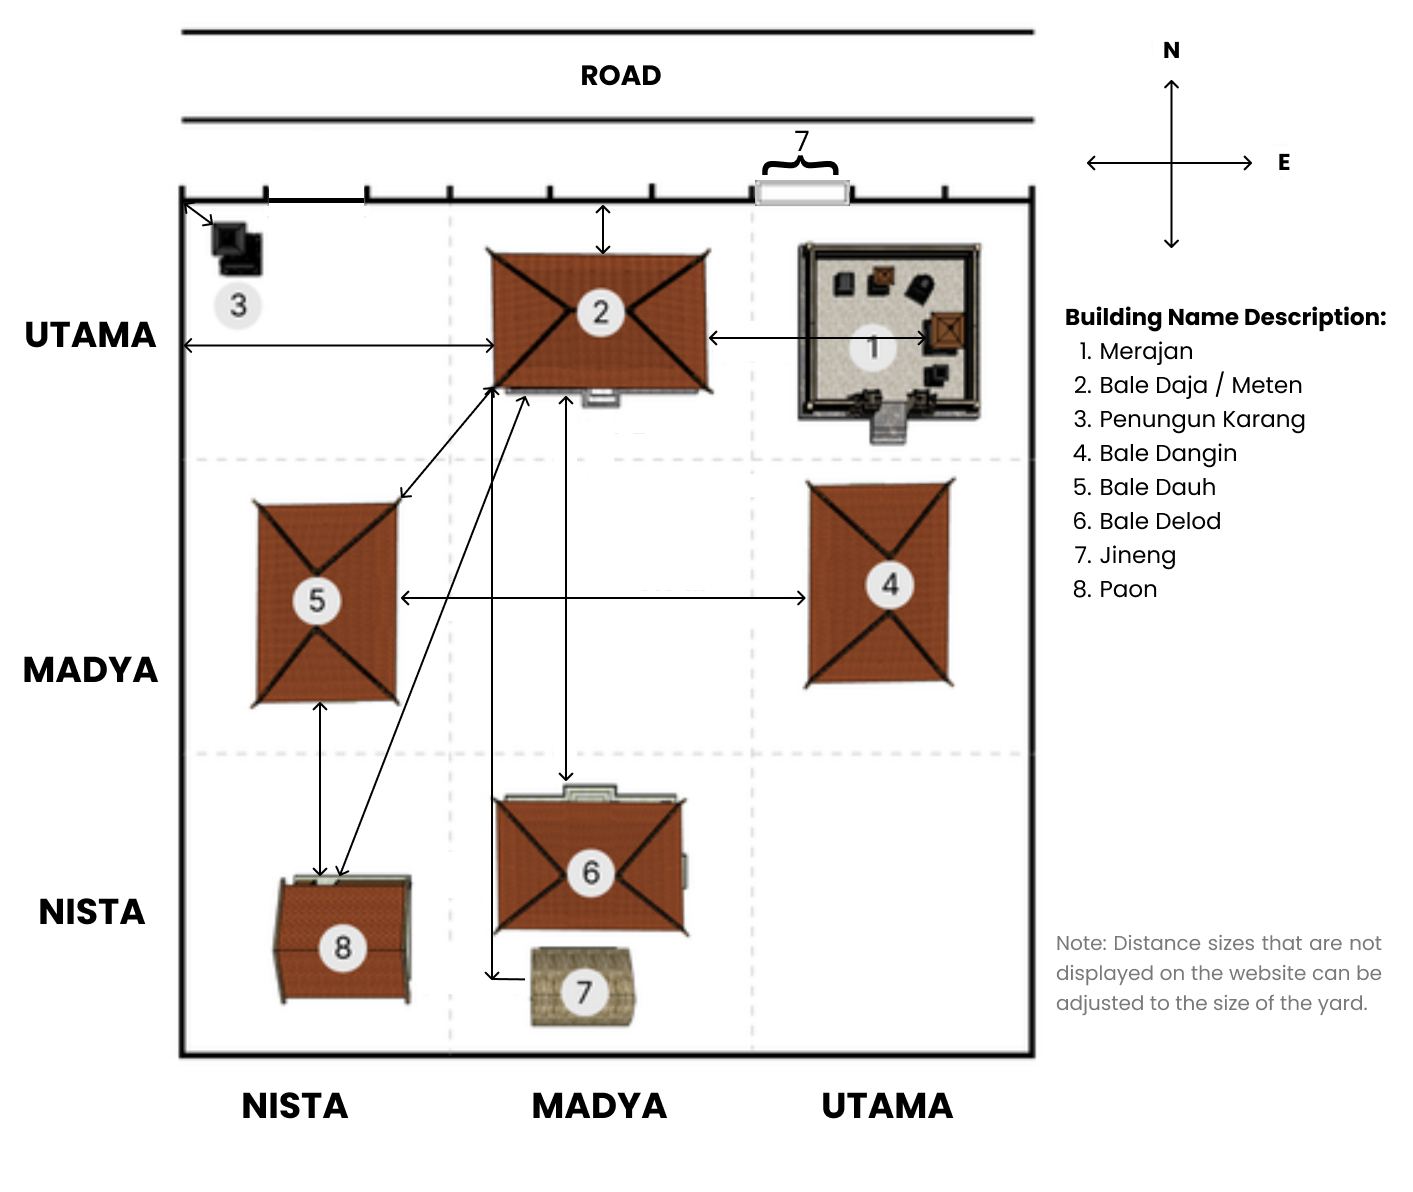 N
ROAD
7
E
3
2
1
UTAMA
Building Name Description:
1. Merajan
2. Bale Daja / Meten
3. Penungun Karang
4. Bale Dangin
5. Bale Dauh
6. Bale Delod
7. Jineng
8. Paon
5
4
MADYA
6
NISTA
8
7
Note: Distance sizes that are not
displayed on the website can be
adjusted to the size of the yard.
NISTA
MADYA
UTAMA